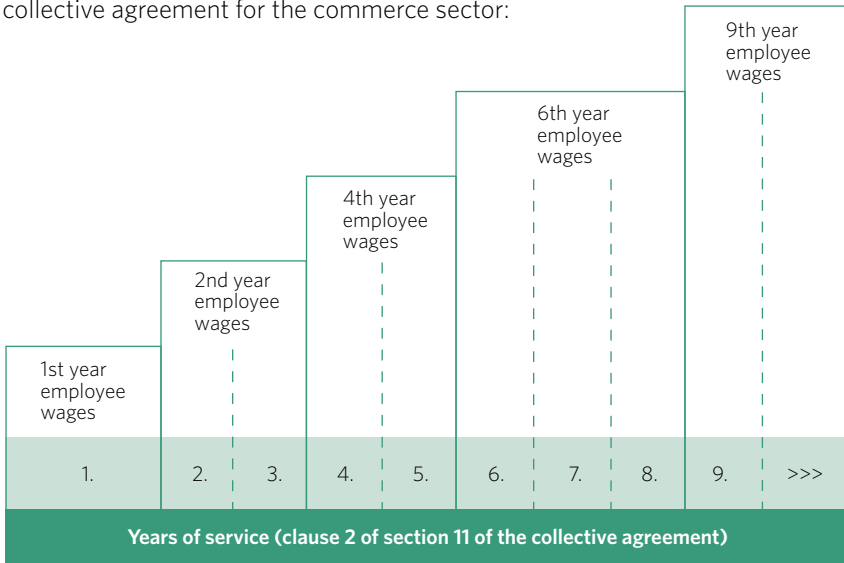 collective agreement for the commerce sector:
9th year
employee
wages
6th year
employee
wages
4th year
employee
wages
2nd year
employee
wages
1st year
employee
wages
1. 2. 3. 4. 5. 6. 7. 8. 9. >>>
Years of service (clause 2 of section 11 of the collective agreement)